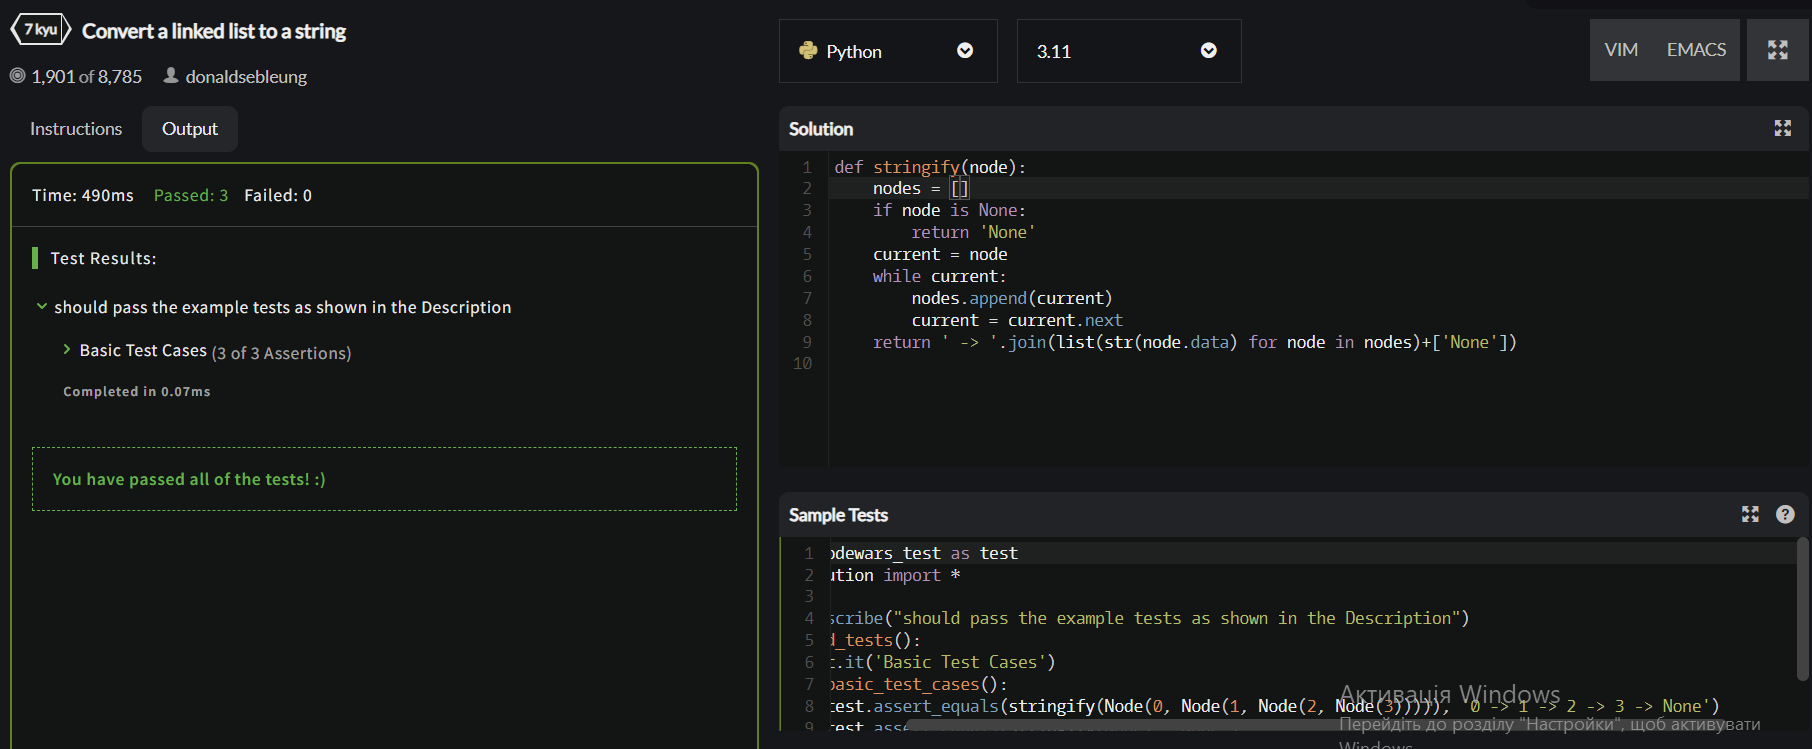 7 kyu Convert a linked list to a string
1,901 of 8,785 donaldsebleung
Instructions Output
Time: 490ms Passed: 3 Failed: 0
Test Results:
should pass the example tests as shown in the Description
Basic Test Cases (3 of 3 Assertions)
Completed in 0.07ms
You have passed all of the tests! :)
Python 3.11 VIM EMACS
Solution
1 def stringify(node):
2     nodes = []
3     if node is None:
4         return 'None'
5     current = node
6     while current:
7         nodes.append(current)
8         current = current.next
9     return ' -> '.join(list(str(node.data) for node in nodes)+['None'])
10
Sample Tests
?
1 odewars_test as test
2 ution import *
3
4 scribe("should pass the example tests as shown in the Description")
5 d_tests():
6 t.it('Basic Test Cases')
7 basic_test_cases():
8 test.assert_equals(stringify(Node(0, Node(1, Node(2, Node(3))))), '0 -> 1 -> 2 -> 3 -> None')
9 test.asse
Активація Windows
Перейдіть до розділу "Настройки", щоб активувати
Windows.